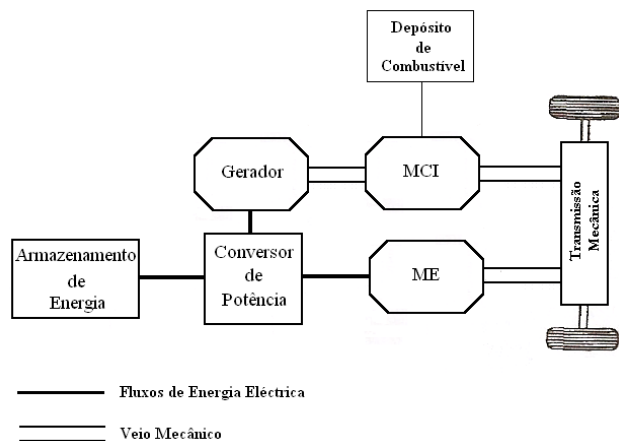 Depósito
de
Combustível
Gerador
MCI
Transmissão
Mecânica
Armazenamento
de
Energia
Conversor
de
Potência
ME
Fluxos de Energia Eléctrica
Veio Mecânico